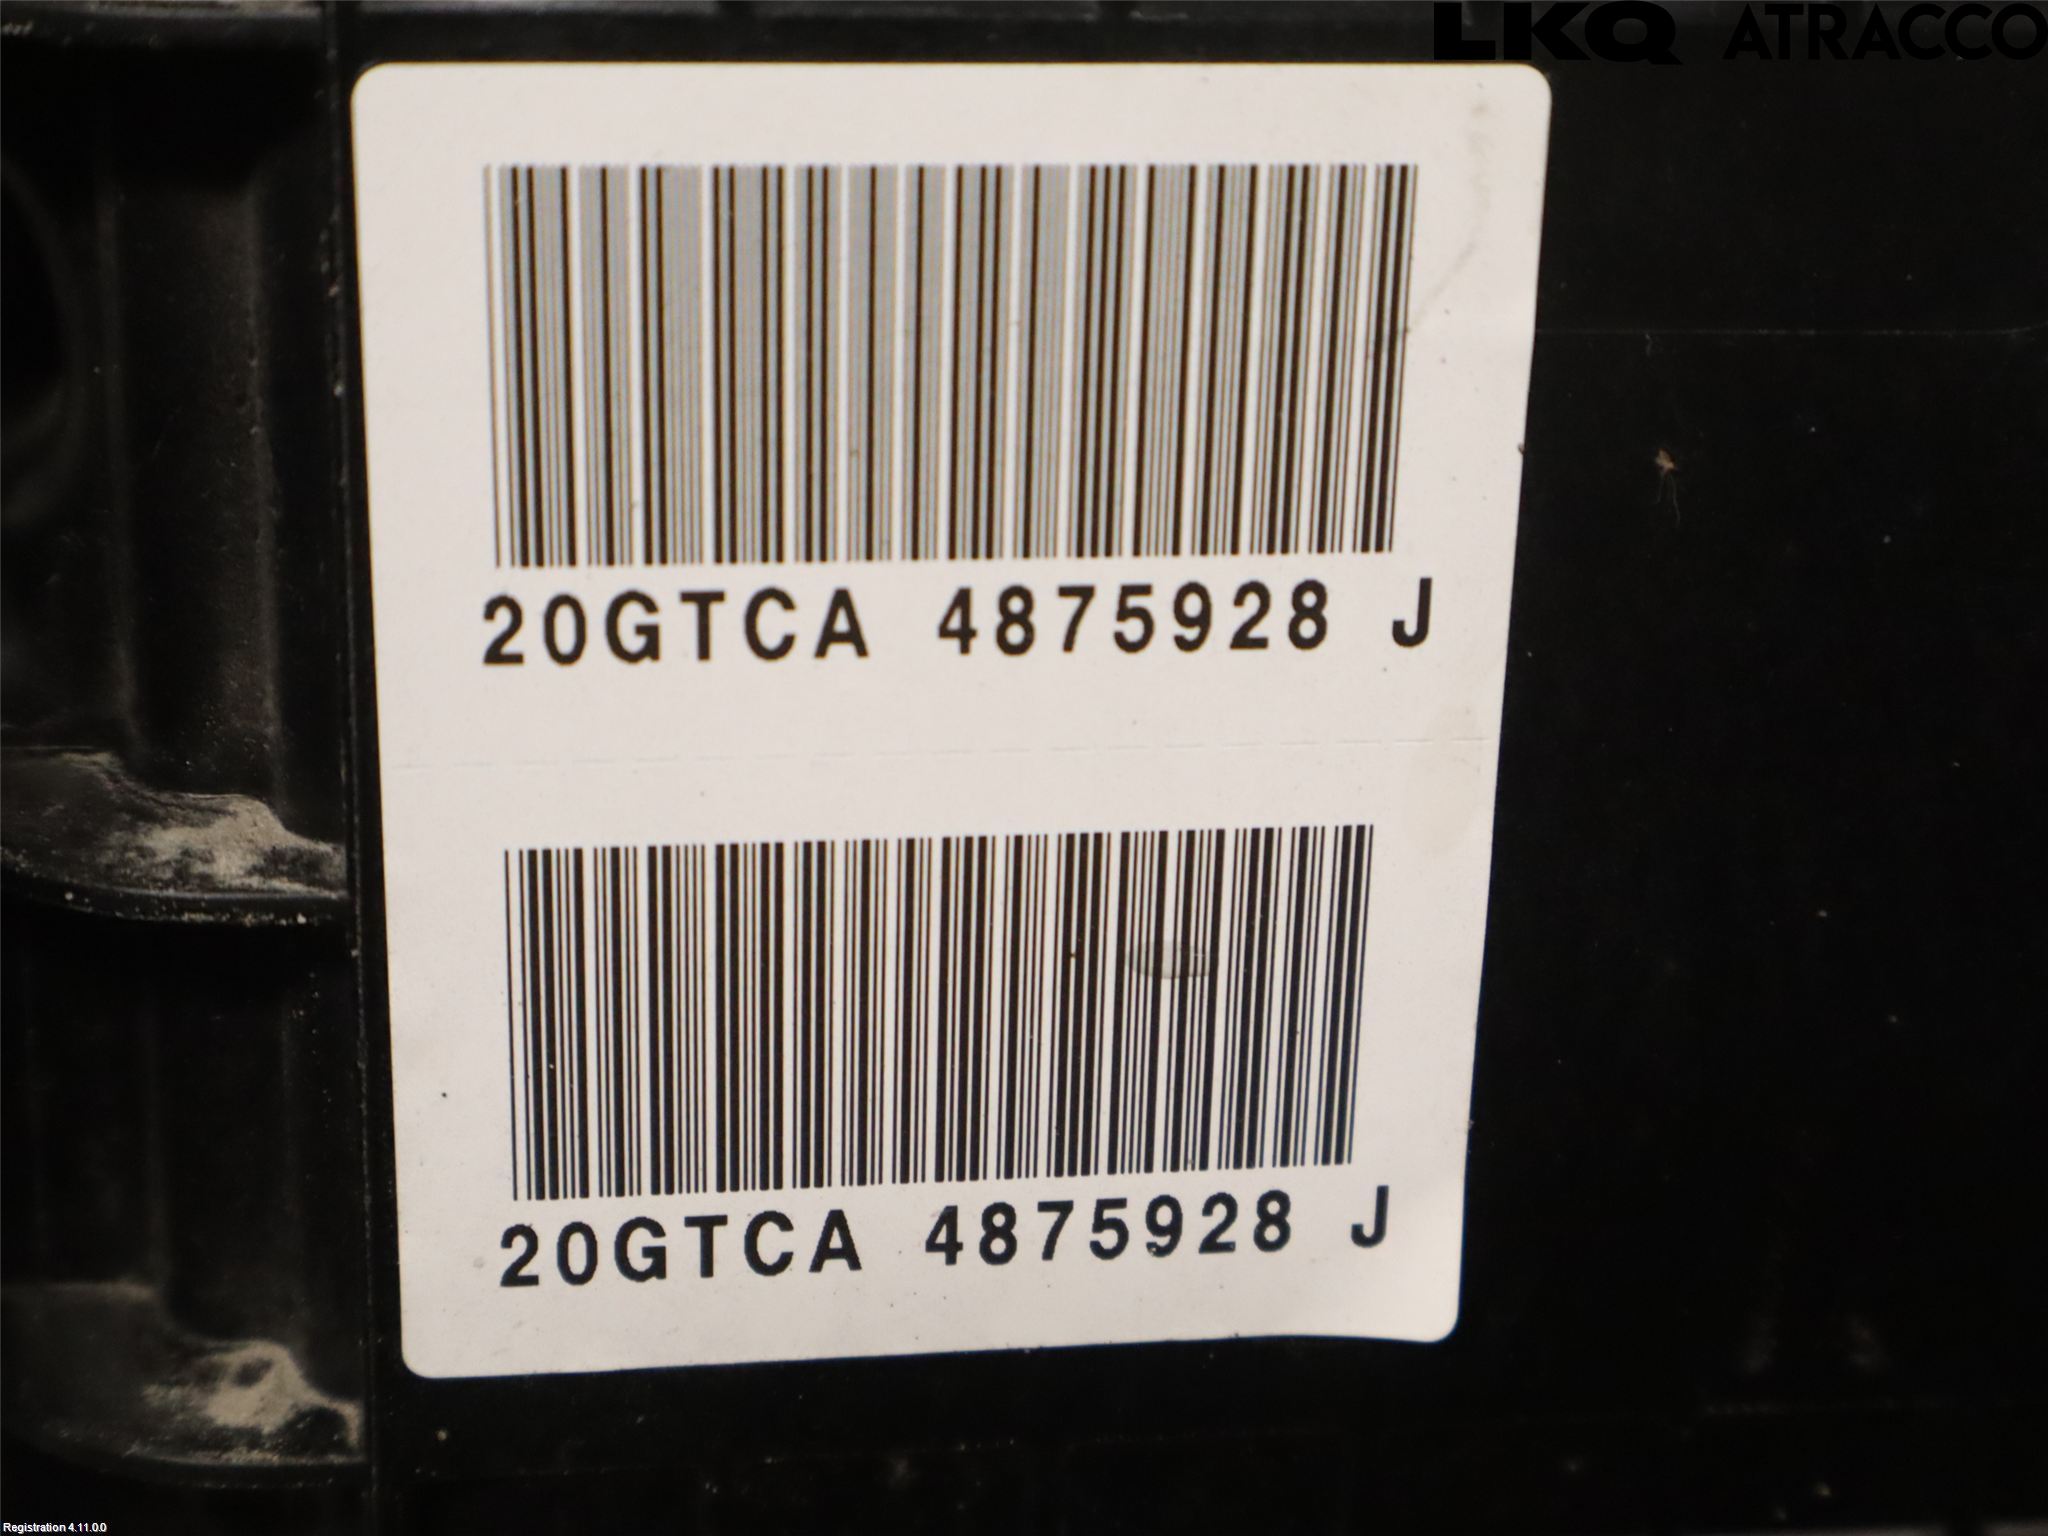 LKQ ATRACCO
20GTCA 4875928 J
20GTCA 4875928 J
Registration 4.11.0.0